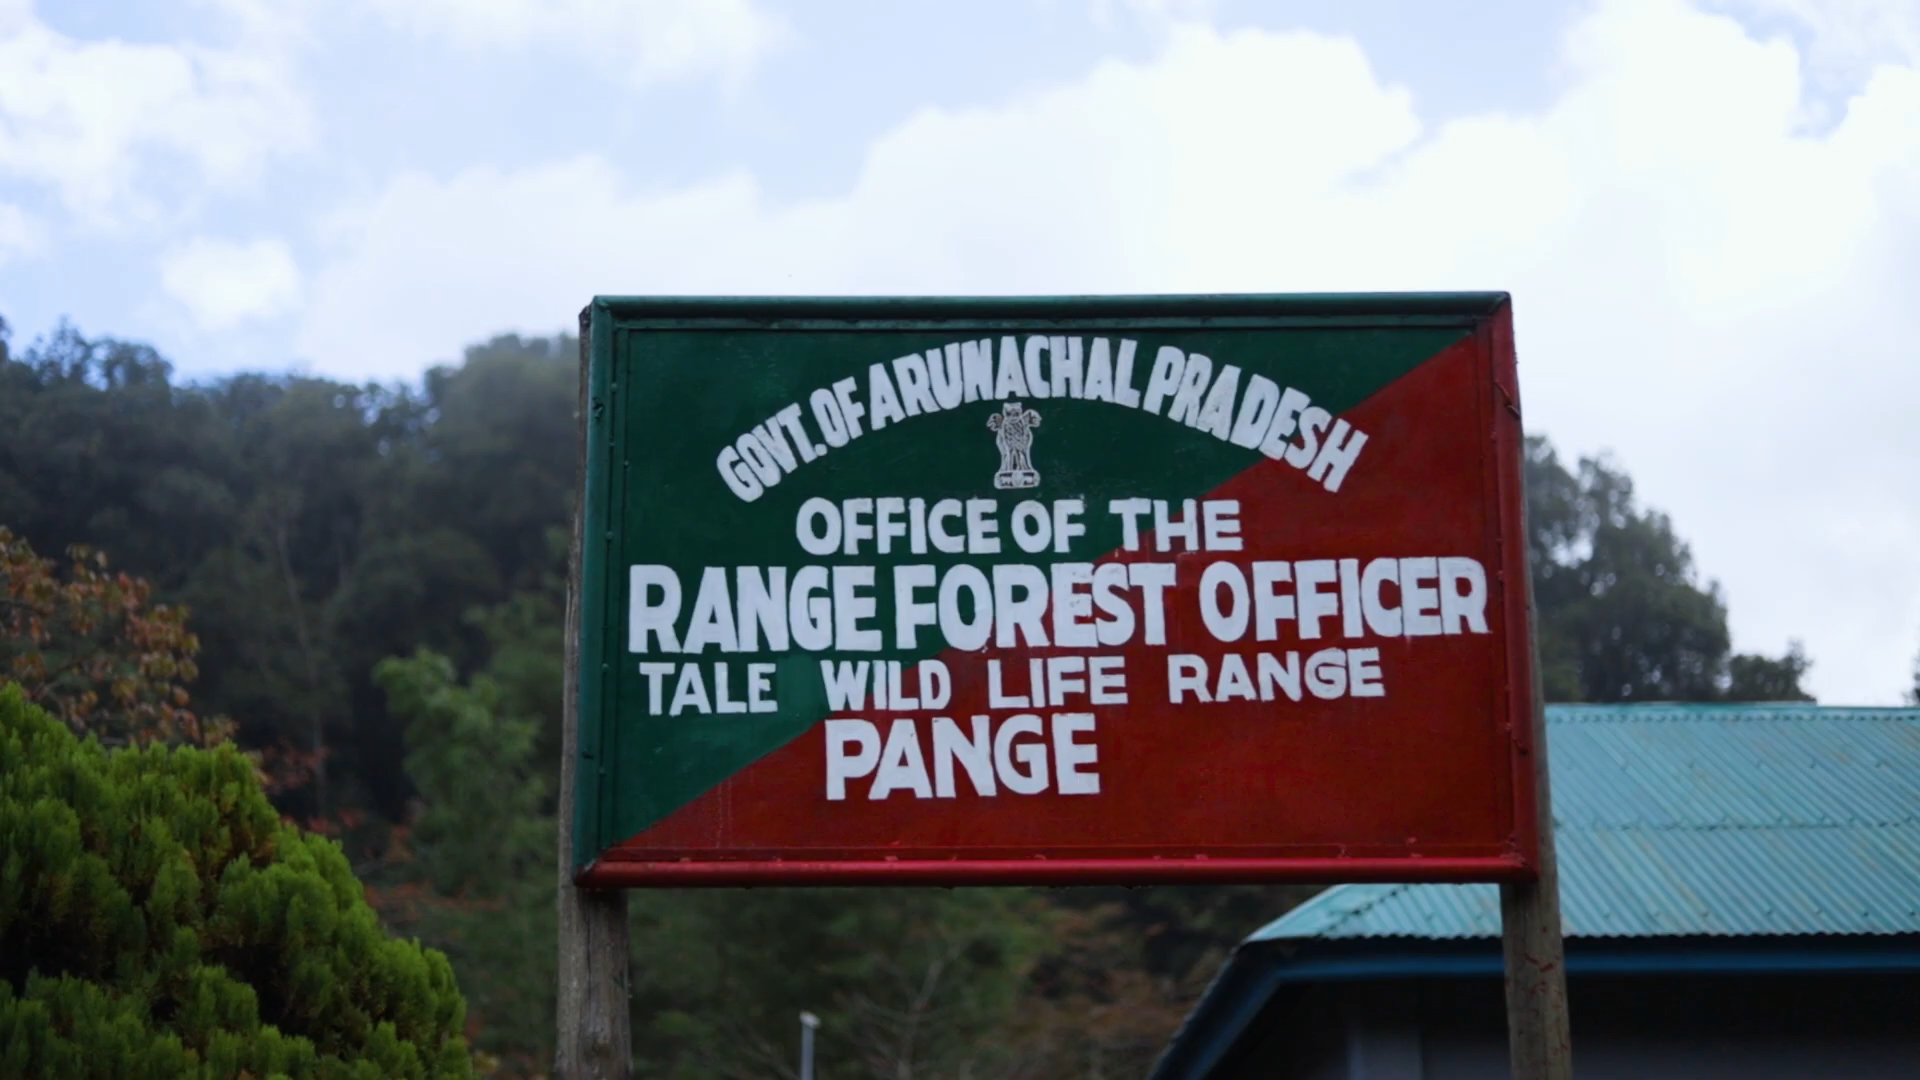 GOVT. OF ARUNACHAL PRADESH
OFFICE OF THE
RANGE FOREST OFFICER
TALE WILD LIFE RANGE
PANGE